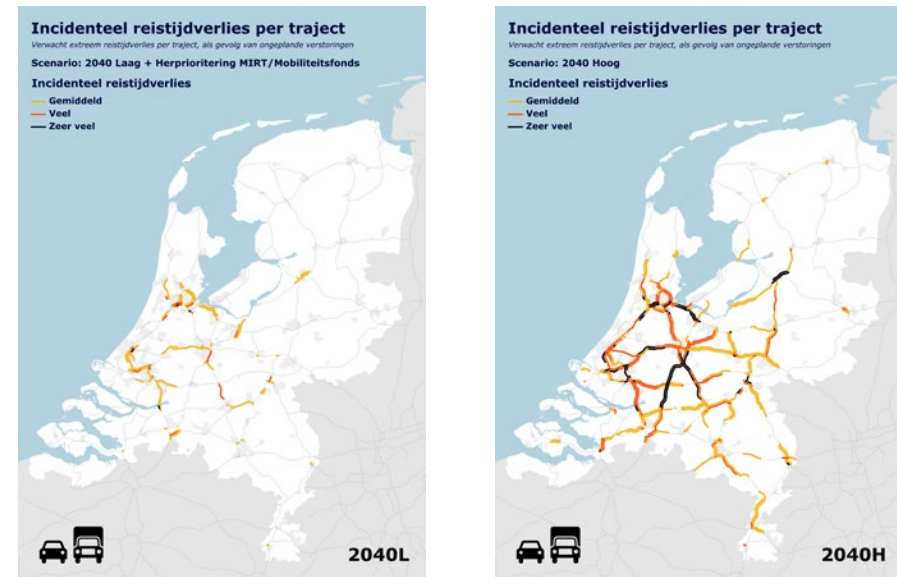 Incidenteel reistijdverlies per traject
Verwacht extreem reistijdverlies per traject, als gevolg van ongeplande verstoringen
Scenario: 2040 Laag + Herprioritering MIRT/Mobiliteitsfonds
Incidenteel reistijdverlies
Gemiddeld
Veel
Zeer veel
2040L
Incidenteel reistijdverlies per traject
Verwacht extreem reistijdverlies per traject, als gevolg van ongeplande verstoringen
Scenario: 2040 Hoog
Incidenteel reistijdverlies
Gemiddeld
Veel
Zeer veel
2040H